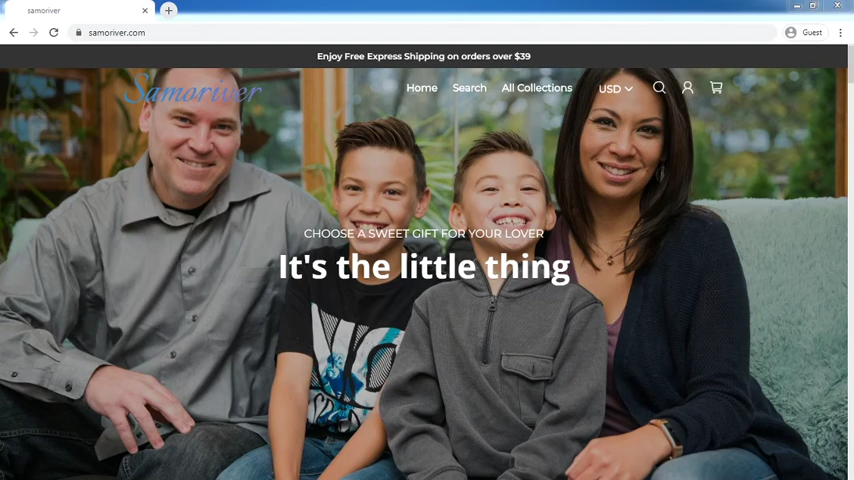 samoriver
samoriver.com
Guest
Enjoy Free Express Shipping on orders over $39
Samoriver
Home
Search
All Collections
USD
CHOOSE A SWEET GIFT FOR YOUR LOVER
It's the little thing